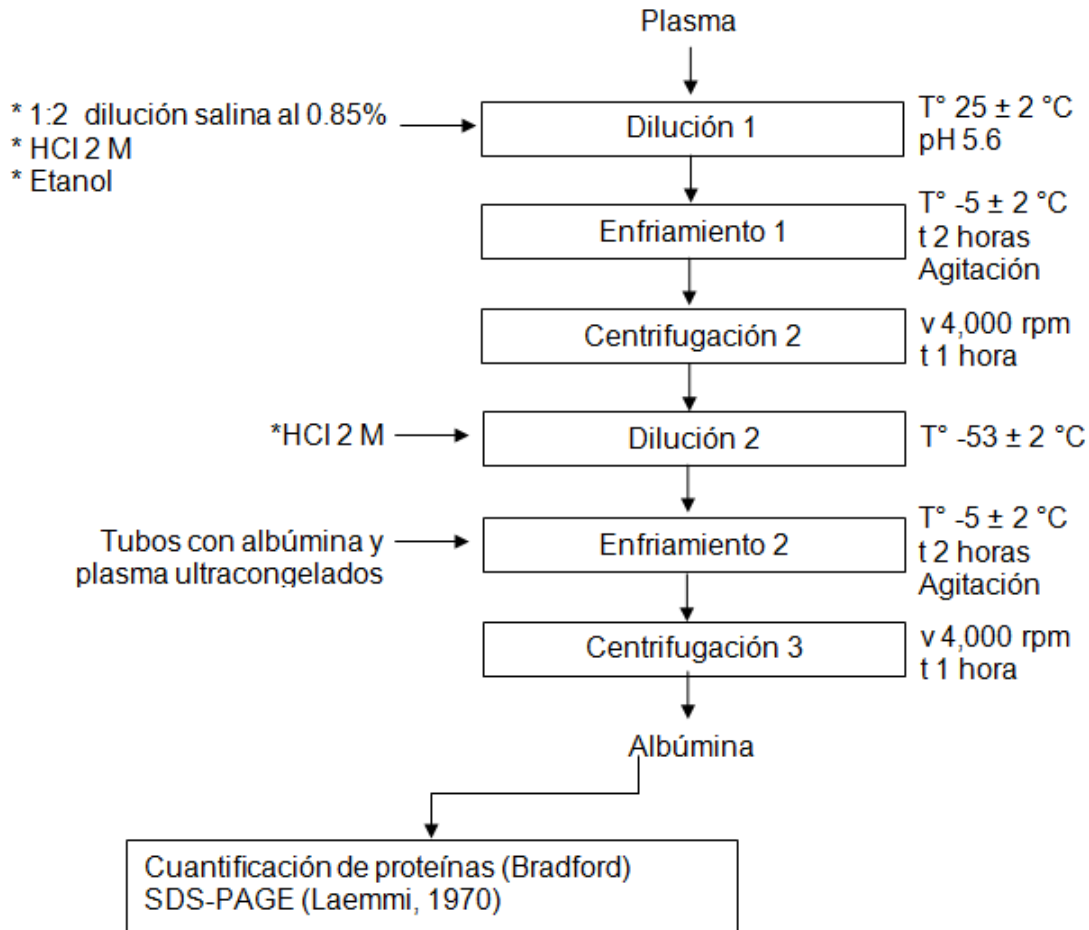 Plasma
* 1:2 dilución salina al 0.85%
* HCl 2 M
* Etanol
Dilución 1
T° 25 ± 2 °C
pH 5.6
Enfriamiento 1
T° -5 ± 2 °C
t 2 horas
Agitación
Centrifugación 2
v 4,000 rpm
t 1 hora
*HCl 2 M
Dilución 2
T° -53 ± 2 °C
Tubos con albúmina y
plasma ultracongelados
Enfriamiento 2
T° -5 ± 2 °C
t 2 horas
Agitación
Centrifugación 3
v 4,000 rpm
t 1 hora
Albúmina
Cuantificación de proteínas (Bradford)
SDS-PAGE (Laemmi, 1970)